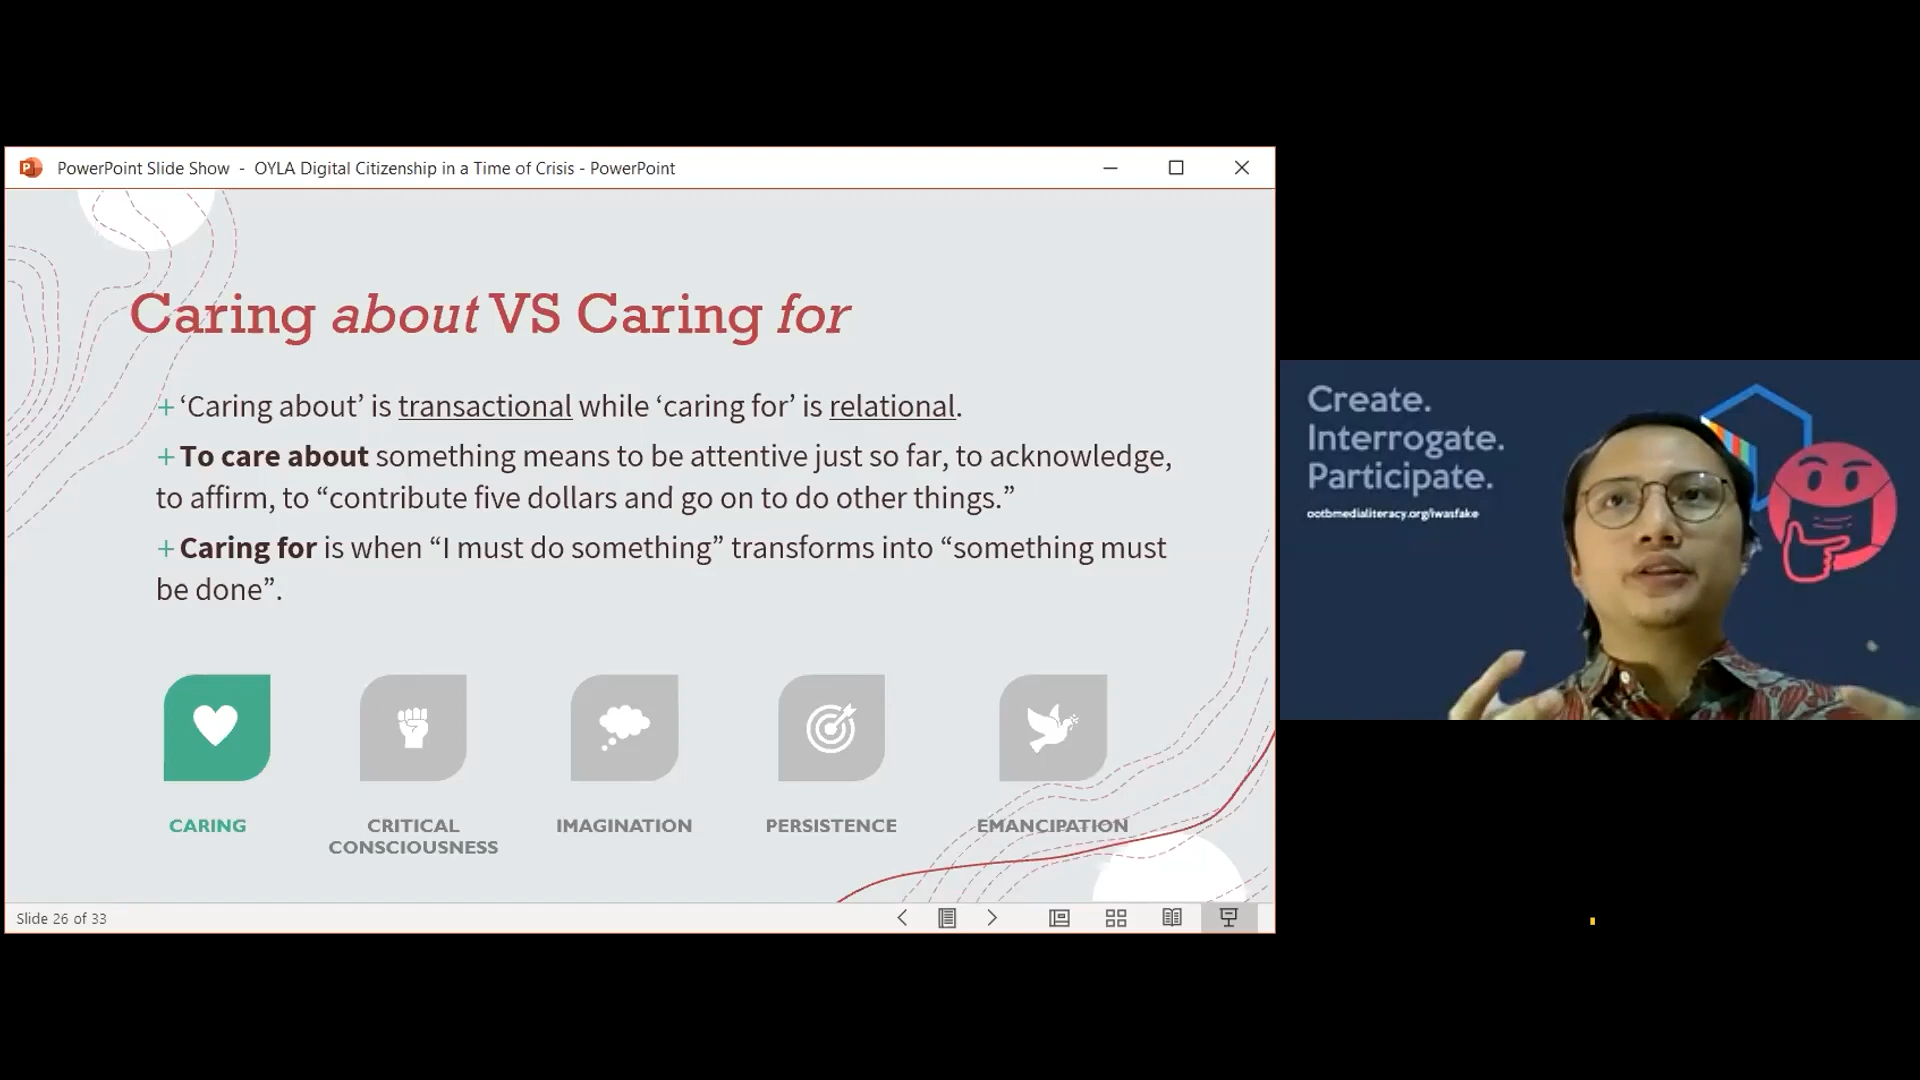 PowerPoint Slide Show - OYLA Digital Citizenship in a Time of Crisis - PowerPoint
Caring about VS Caring for
+ ‘Caring about’ is transactional while ‘caring for’ is relational.
+ To care about something means to be attentive just so far, to acknowledge,
to affirm, to “contribute five dollars and go on to do other things.”
+ Caring for is when “I must do something” transforms into “something must
be done”.
CARING
CRITICAL
CONSCIOUSNESS
IMAGINATION
PERSISTENCE
EMANCIPATION
Slide 26 of 33
Create.
Interrogate.
Participate.
ootbmedialiteracy.org/iwasfake